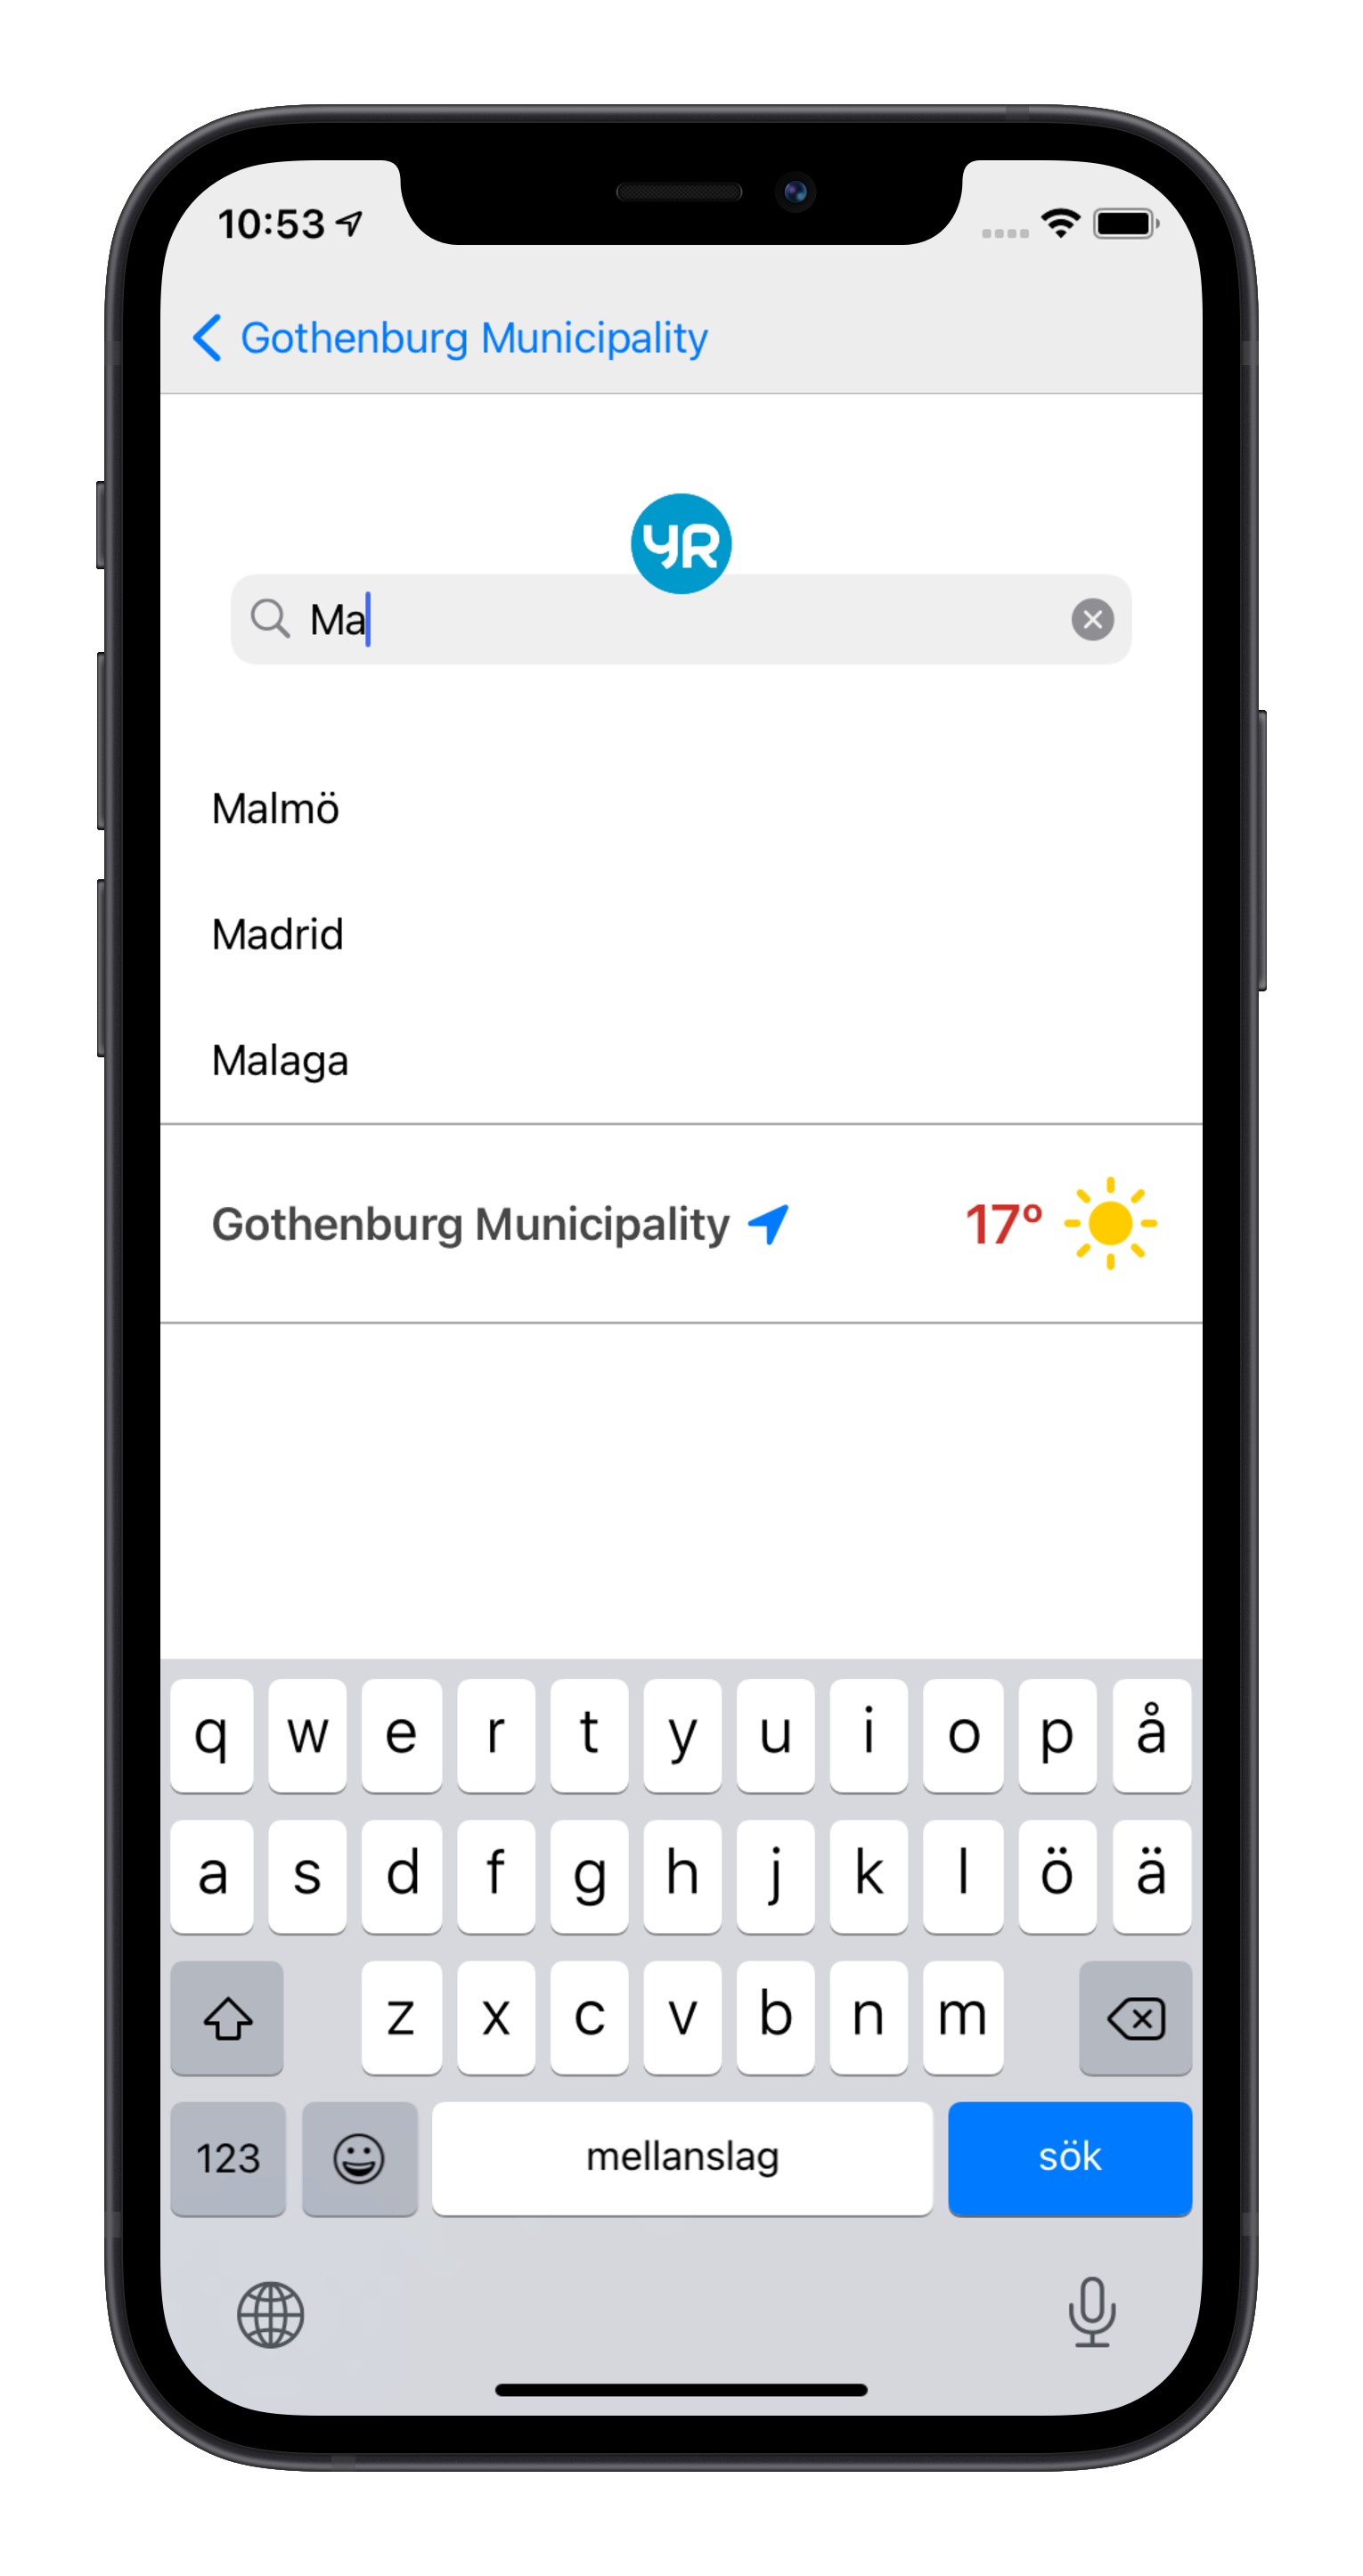 10:53
Gothenburg Municipality
YR
Ma
Malmö
Madrid
Malaga
Gothenburg Municipality 17°
q w e r t y u i o p å
a s d f g h j k l ö ä
z x c v b n m
123 mellanslag sök